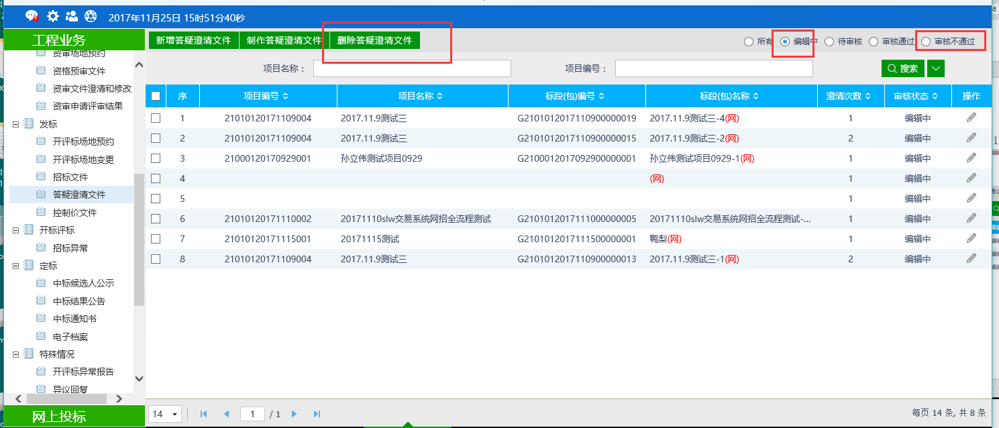 2017年11月25日 15时51分40秒
工程业务
资审场地预约
资格预审文件
资审文件澄清和修改
资审申请评审结果
发标
开评标场地预约
开评标场地变更
招标文件
答疑澄清文件
控制价文件
开标评标
招标异常
定标
中标候选人公示
中标结果公告
中标通知书
电子档案
特殊情况
开评标异常报告
异议回复
网上投标
新增答疑澄清文件 制作答疑澄清文件 删除答疑澄清文件 所有 编辑中 待审核 审核通过 审核不通过
项目名称： 项目编号： 搜索
序 项目编号 项目名称 标段(包)编号 标段(包)名称 澄清次数 审核状态 操作
1 21010120171109004 2017.11.9测试三 G2101012017110900000019 2017.11.9测试三-4(网) 1 编辑中
2 21010120171109004 2017.11.9测试三 G2101012017110900000015 2017.11.9测试三-2(网) 2 编辑中
3 21000120170929001 孙立伟测试项目0929 G2100012017092900000001 孙立伟测试项目0929-1(网) 1 编辑中
4 (网) 1 编辑中
5 1 编辑中
6 21010120171110002 20171110slw交易系统网招全流程测试 G2101012017111000000005 20171110slw交易系统网招全流程测试-... 1 编辑中
7 21010120171115001 20171115测试 G2101012017111500000001 鸭梨(网) 1 编辑中
8 21010120171109004 2017.11.9测试三 G2101012017110900000013 2017.11.9测试三-1(网) 2 编辑中
14 1 / 1 每页 14 条, 共 8 条